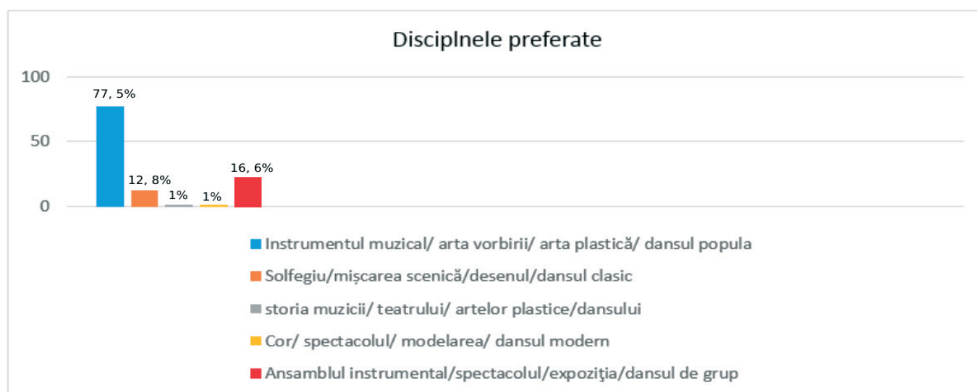 Disciplnele preferate
100
77, 5%
50
16, 6%
12, 8%
1%
1%
0
Instrumentul muzical/ arta vorbirii/ arta plastică/ dansul popula
Solfegiu/mișcarea scenică/desenul/dansul clasic
storia muzicii/ teatrului/ artelor plastice/dansului
Cor/ spectacolul/ modelarea/ dansul modern
Ansamblul instrumental/spectacolul/expoziția/dansul de grup